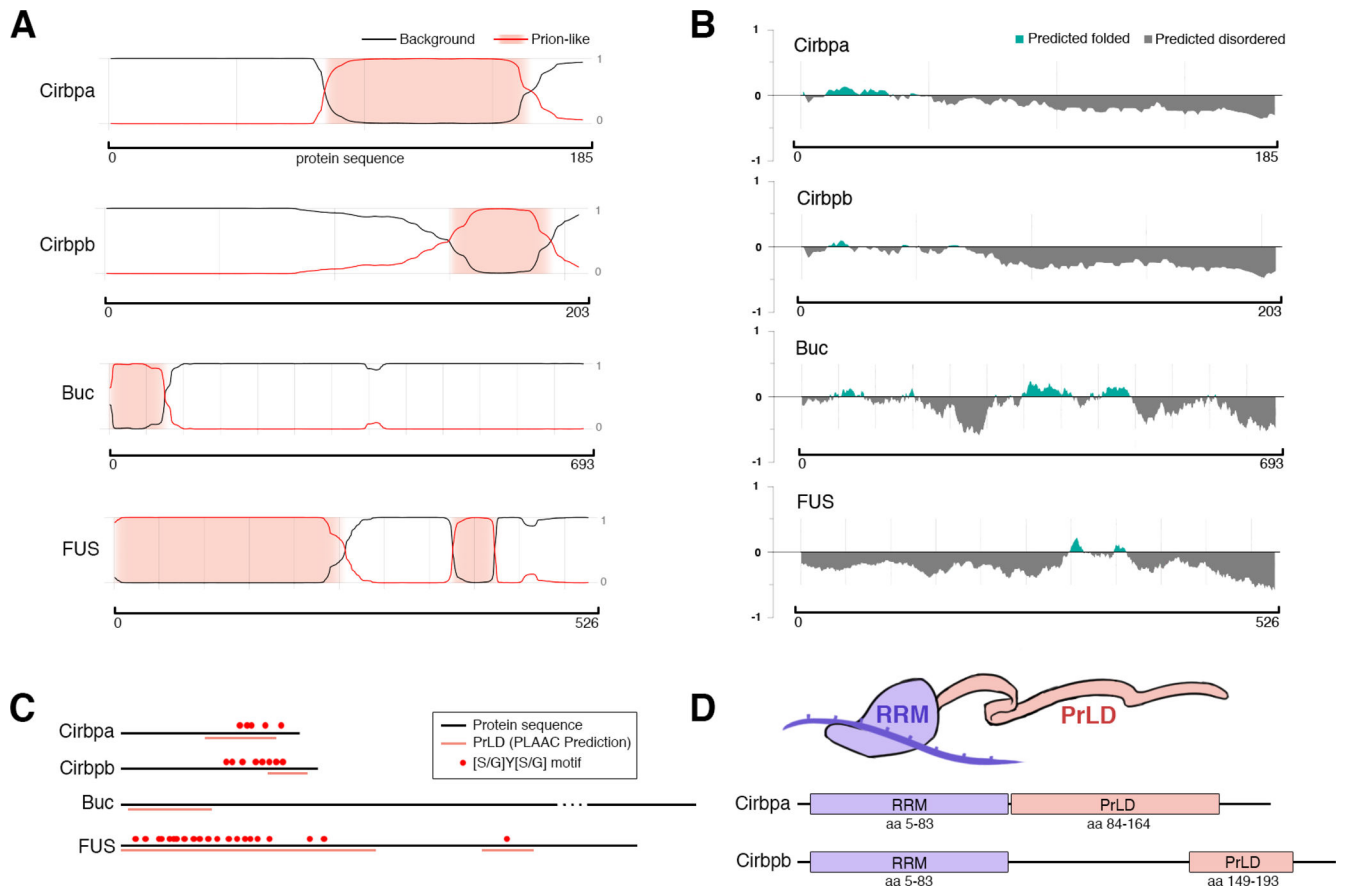 A
Background Prion-like
Cirbpa
1
0
0 protein sequence 185
Cirbpb
1
0
0 203
Buc
1
0
0 693
FUS
1
0
0 526
B
Predicted folded Predicted disordered
1
Cirbpa
0
-1
0 185
1
Cirbpb
0
-1
0 203
1
Buc
0
-1
0 693
1
FUS
0
-1
0 526
C
Protein sequence
PrLD (PLAAC Prediction)
[S/G]Y[S/G] motif
Cirbpa
Cirbpb
Buc
FUS
D
RRM
PrLD
Cirbpa RRM PrLD
aa 5-83 aa 84-164
Cirbpb RRM PrLD
aa 5-83 aa 149-193